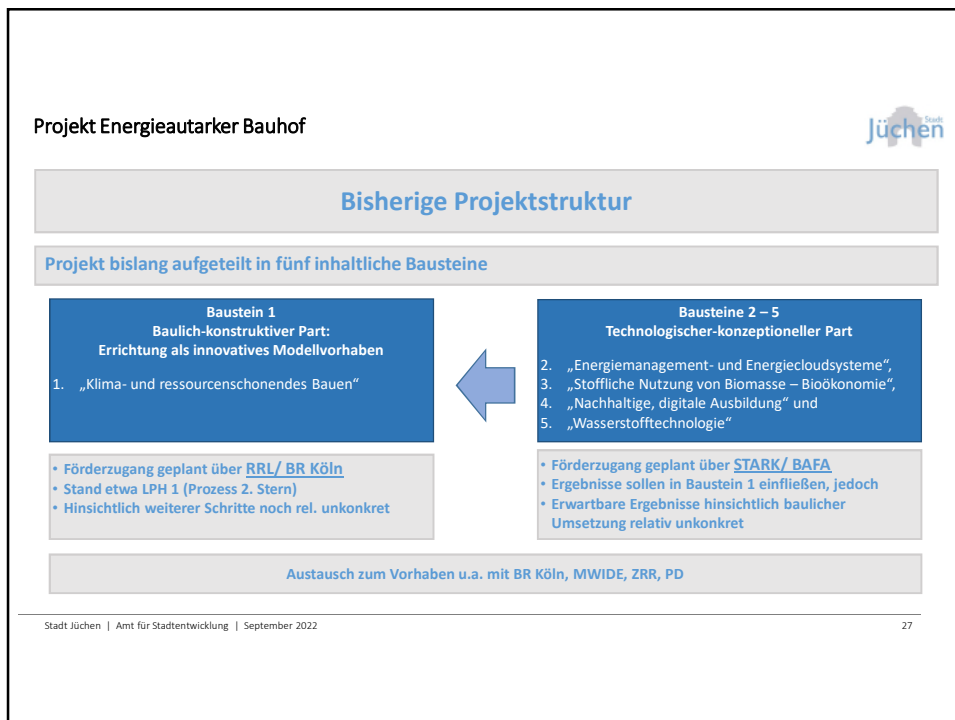 Projekt Energieautarker Bauhof
Stadt
Jüchen
Bisherige Projektstruktur
Projekt bislang aufgeteilt in fünf inhaltliche Bausteine
Baustein 1
Baulich-konstruktiver Part:
Errichtung als innovatives Modellvorhaben
1. „Klima- und ressourcenschonendes Bauen“
• Förderzugang geplant über RRL/ BR Köln
• Stand etwa LPH 1 (Prozess 2. Stern)
• Hinsichtlich weiterer Schritte noch rel. unkonkret
Bausteine 2 – 5
Technologischer-konzeptioneller Part
2. „Energiemanagement- und Energiecloudsysteme“,
3. „Stoffliche Nutzung von Biomasse – Bioökonomie“,
4. „Nachhaltige, digitale Ausbildung“ und
5. „Wasserstofftechnologie“
• Förderzugang geplant über STARK/ BAFA
• Ergebnisse sollen in Baustein 1 einfließen, jedoch
• Erwartbare Ergebnisse hinsichtlich baulicher
Umsetzung relativ unkonkret
Austausch zum Vorhaben u.a. mit BR Köln, MWIDE, ZRR, PD
Stadt Jüchen | Amt für Stadtentwicklung | September 2022
27